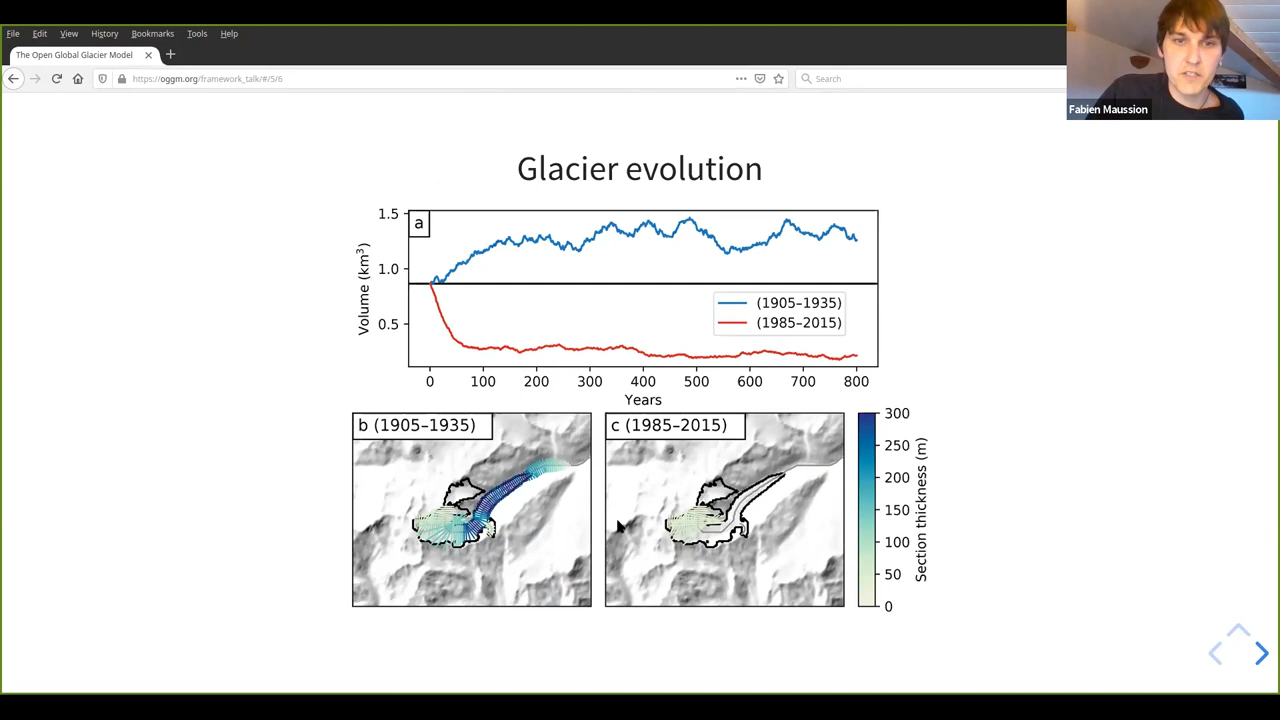 File Edit View History Bookmarks Tools Help
The Open Global Glacier Model
https://oggm.org/framework_talk/#/5/6
Search
Fabien Maussion
Glacier evolution
a
1.5
1.0
0.5
Volume (km³)
(1905–1935)
(1985–2015)
0 100 200 300 400 500 600 700 800
Years
b (1905–1935)
c (1985–2015)
300
250
200
150
100
50
0
Section thickness (m)